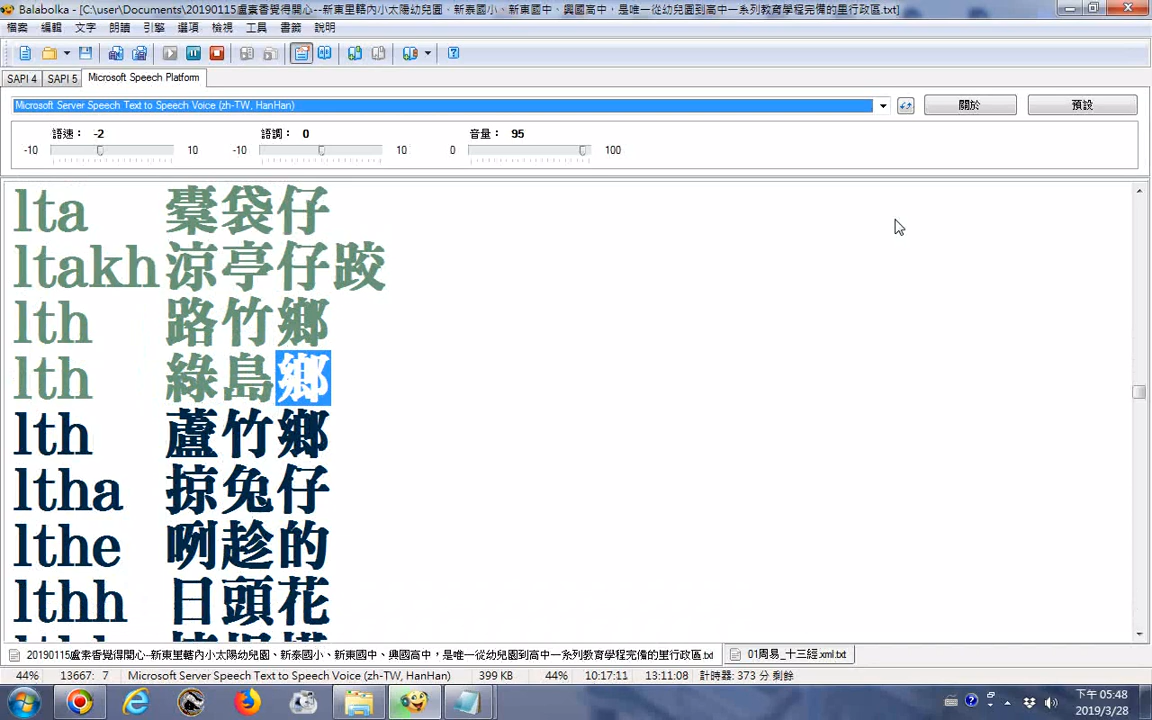 Balabolka - [C:\user\Documents\20190115盧素香覺得開心--新東里轄內小太陽幼兒園、新泰國小、新東國中、興國高中，是唯一從幼兒園到高中一系列教育學程完備的里行政區.txt]
檔案 編輯 文字 朗讀 引擎 選項 檢視 工具 書籤 說明
SAPI 4 SAPI 5 Microsoft Speech Platform
Microsoft Server Speech Text to Speech Voice (zh-TW, HanHan) 關於 預設
語速： -2 語調： 0 音量： 95
-10 10 -10 10 0 100
lta 橐袋仔
ltakh 涼亭仔跤
lth 路竹鄉
lth 綠島鄉
lth 蘆竹鄉
ltha 掠兔仔
lthe 咧趁的
lthh 日頭花
20190115盧素香覺得開心--新東里轄內小太陽幼兒園、新泰國小、新東國中、興國高中，是唯一從幼兒園到高中一系列教育學程完備的里行政區.txt 01周易_十三經.xml.txt
44% 13667: 7 Microsoft Server Speech Text to Speech Voice (zh-TW, HanHan) 399 KB 44% 10:17:11 13:11:08 計時器: 373 分 剩餘
下午 05:48
2019/3/28